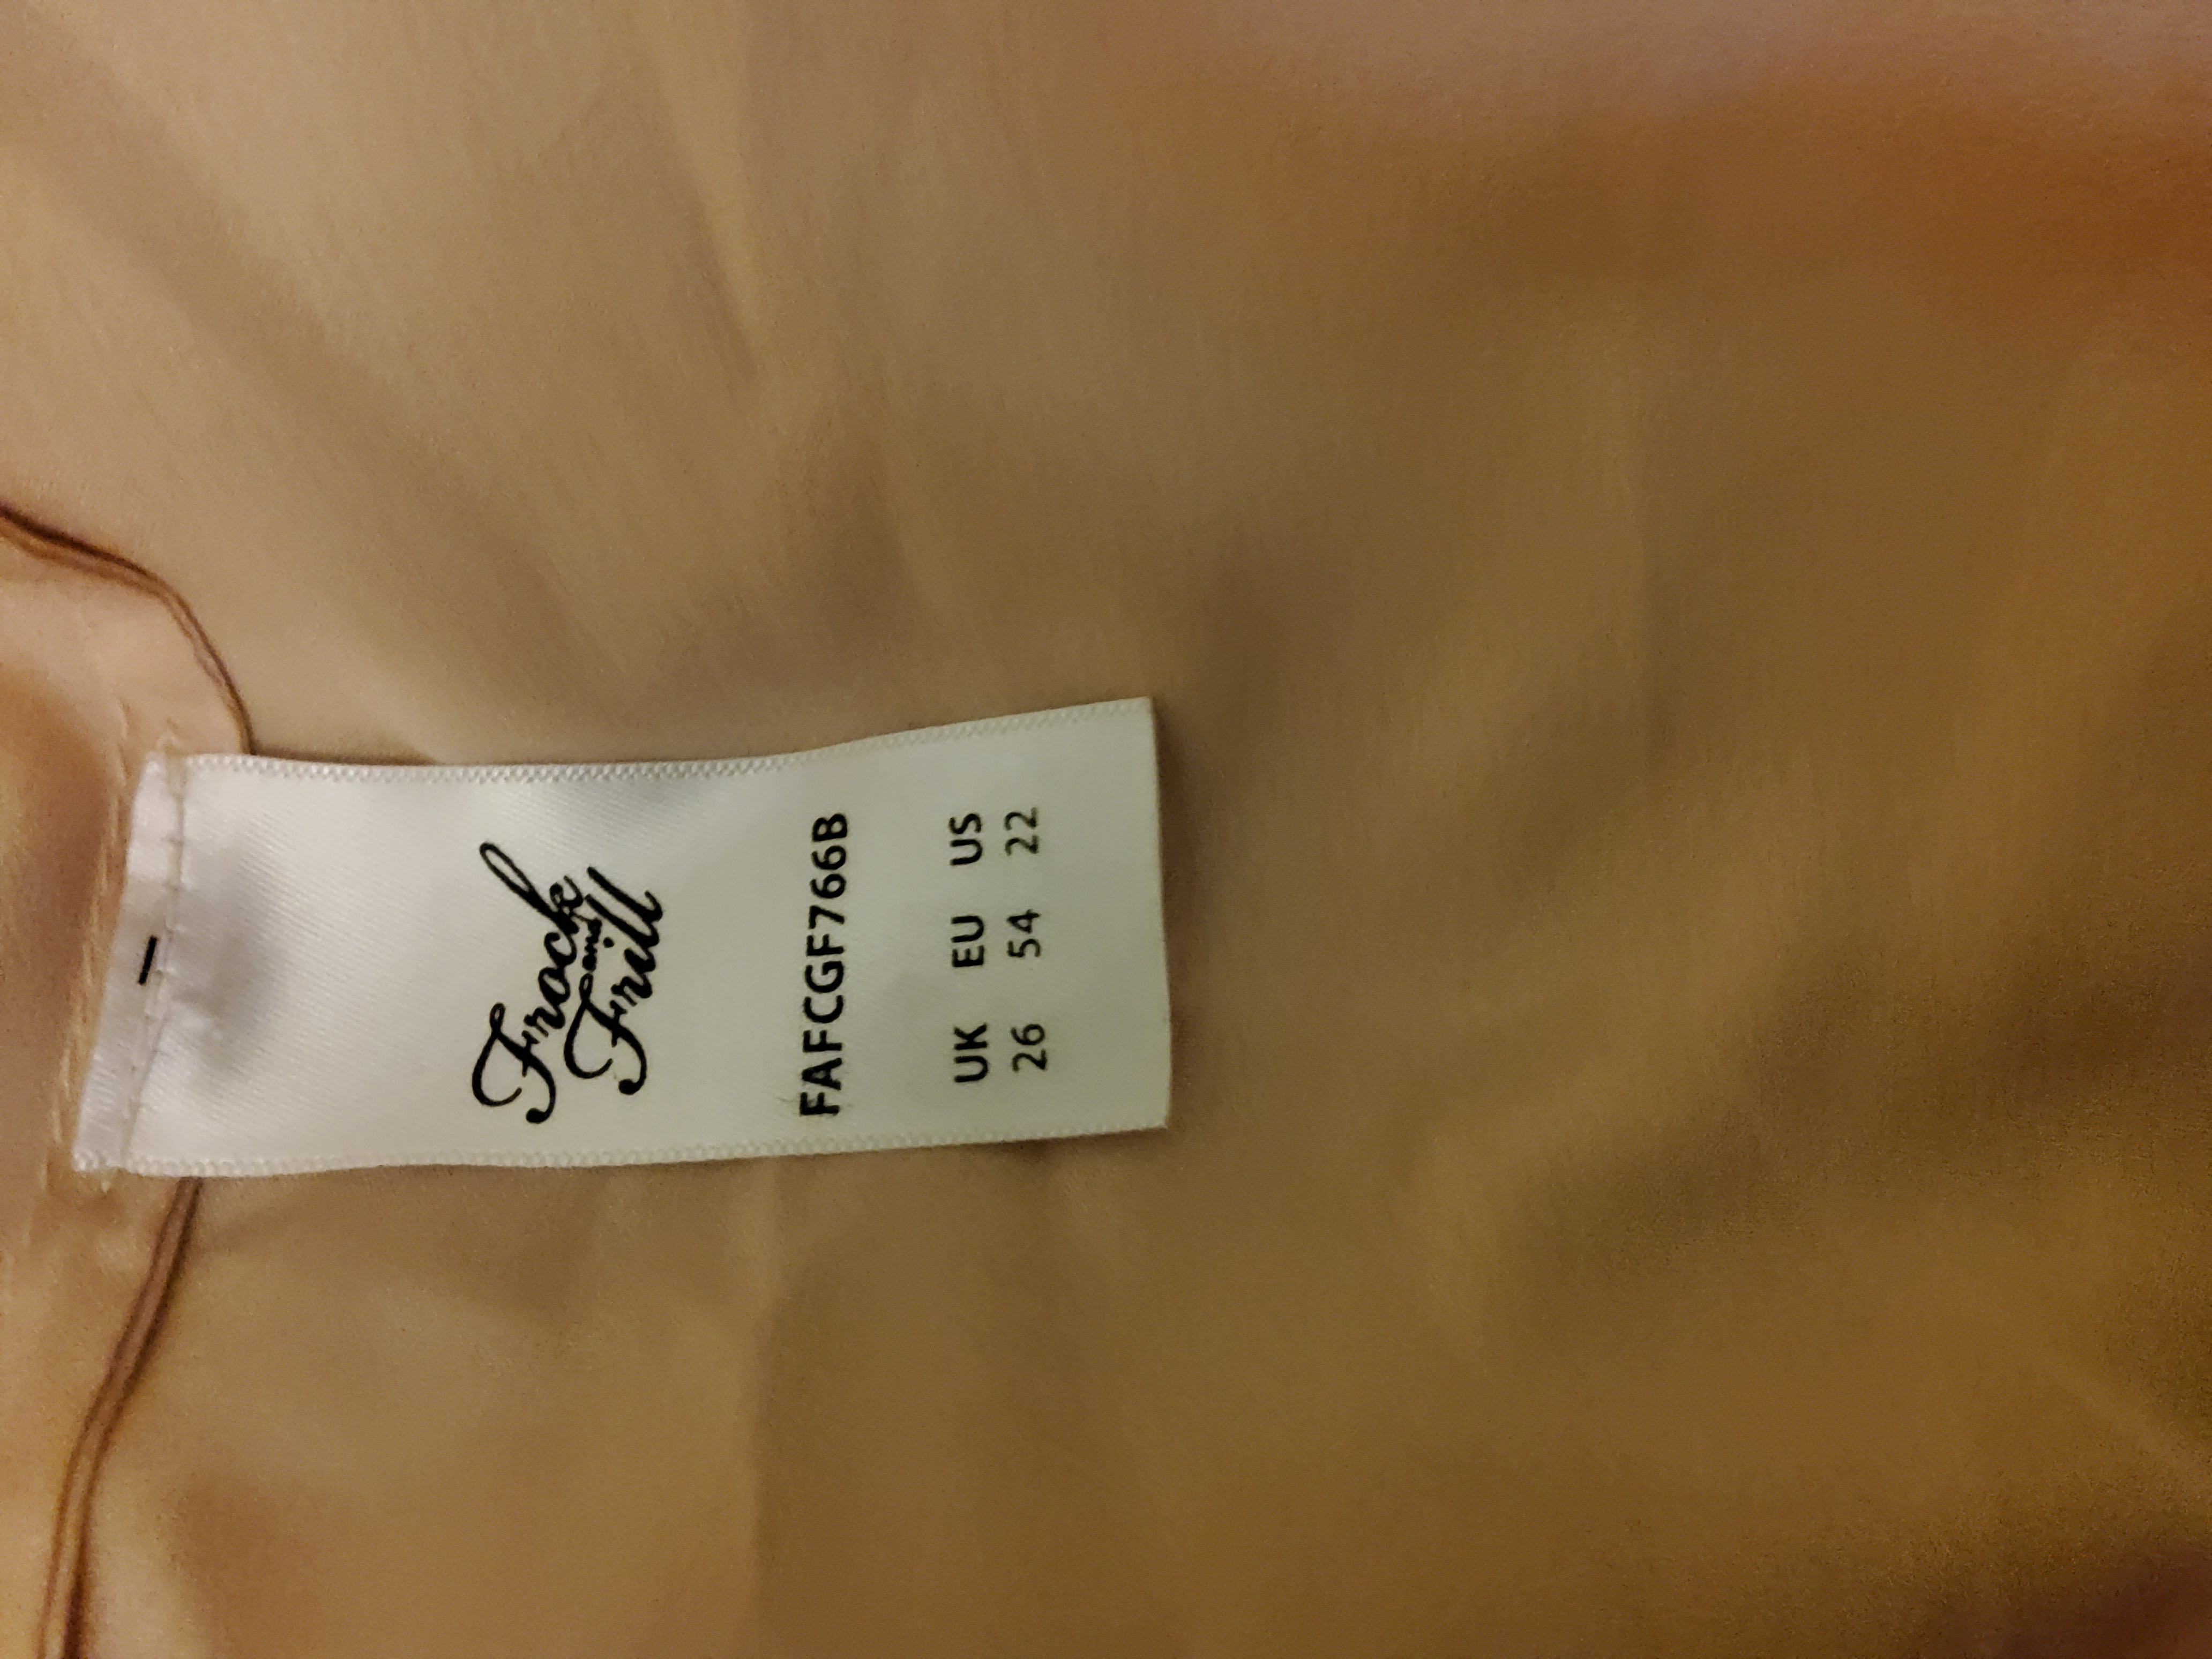 Frock
and
Frill
FAFCGF766B
UK EU US
26 54 22